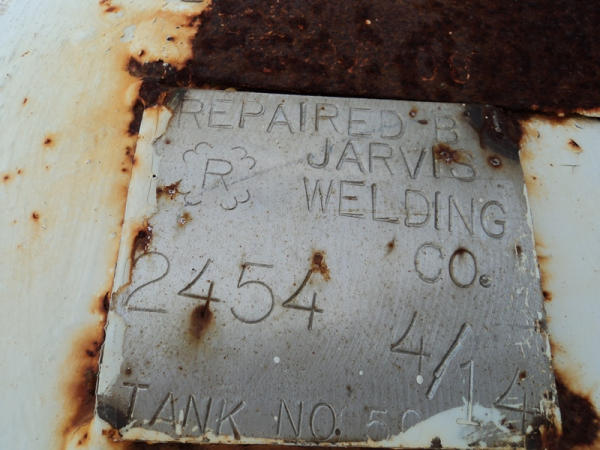 REPAIRED B
R JARVIS
WELDING
CO.
2454
4/14
TANK NO